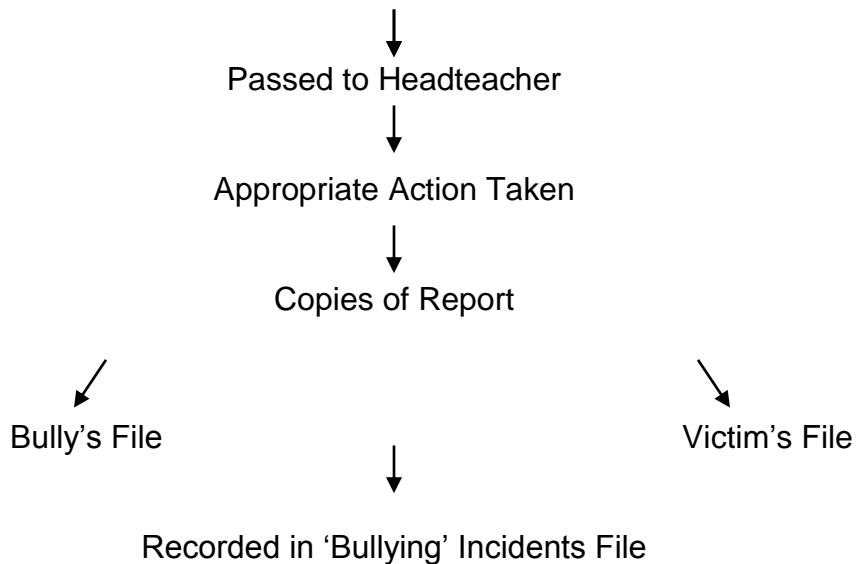 Passed to Headteacher
Appropriate Action Taken
Copies of Report
Bully’s File
Victim’s File
Recorded in ‘Bullying’ Incidents File